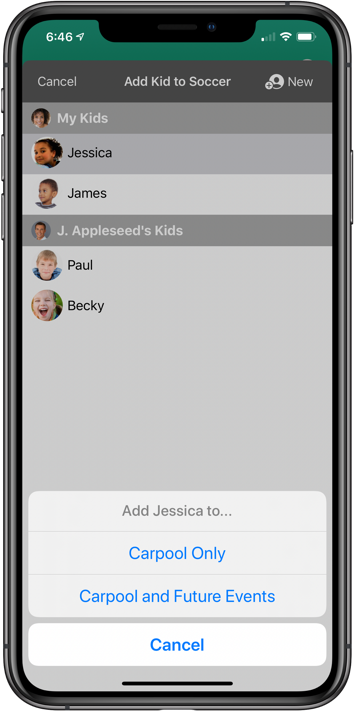 6:46
Cancel Add Kid to Soccer New
My Kids
Jessica
James
J. Appleseed's Kids
Paul
Becky
Add Jessica to...
Carpool Only
Carpool and Future Events
Cancel